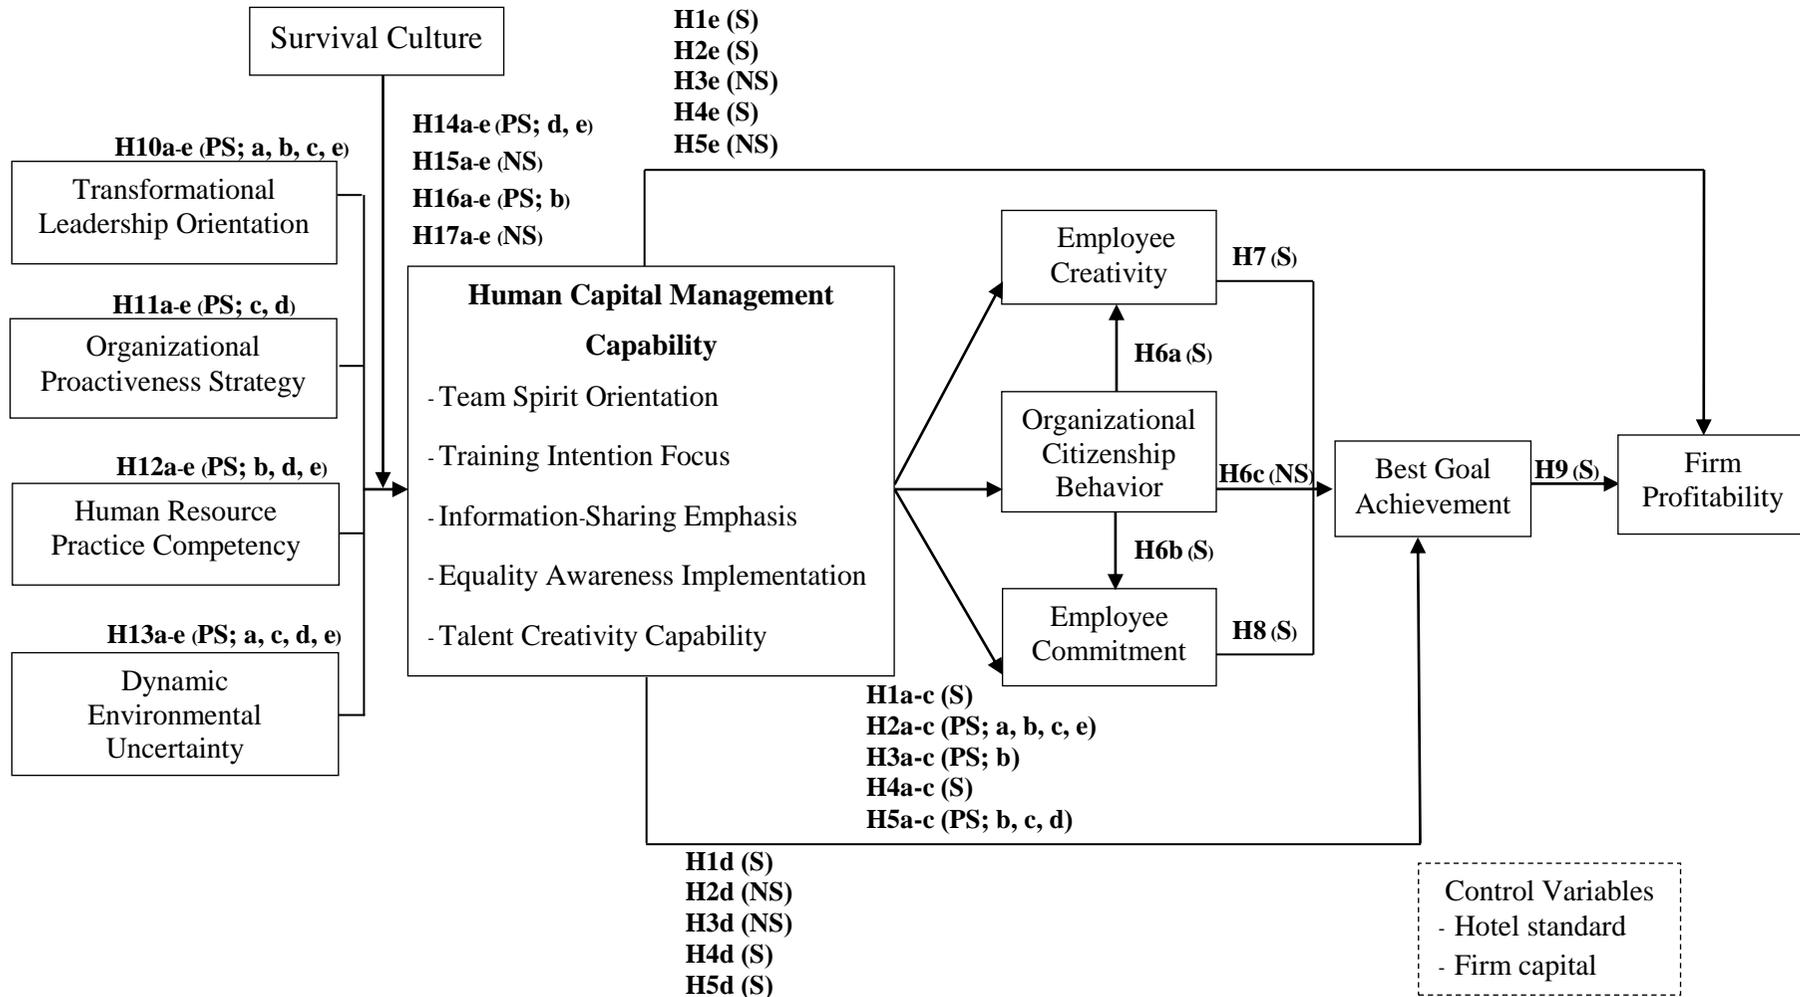 Survival Culture
H1e (S)
H2e (S)
H3e (NS)
H4e (S)
H5e (NS)
H14a-e (PS; d, e)
H15a-e (NS)
H16a-e (PS; b)
H17a-e (NS)
H10a-e (PS; a, b, c, e)
Transformational
Leadership Orientation
H11a-e (PS; c, d)
Organizational
Proactiveness Strategy
H12a-e (PS; b, d, e)
Human Resource
Practice Competency
H13a-e (PS; a, c, d, e)
Dynamic
Environmental
Uncertainty
Human Capital Management
Capability
- Team Spirit Orientation
- Training Intention Focus
- Information-Sharing Emphasis
- Equality Awareness Implementation
- Talent Creativity Capability
Employee
Creativity
H7 (S)
H6a (S)
Organizational
Citizenship
Behavior
H6c (NS)
H6b (S)
Employee
Commitment
H8 (S)
Best Goal
Achievement
H9 (S)
Firm
Profitability
H1a-c (S)
H2a-c (PS; a, b, c, e)
H3a-c (PS; b)
H4a-c (S)
H5a-c (PS; b, c, d)
H1d (S)
H2d (NS)
H3d (NS)
H4d (S)
H5d (S)
Control Variables
- Hotel standard
- Firm capital